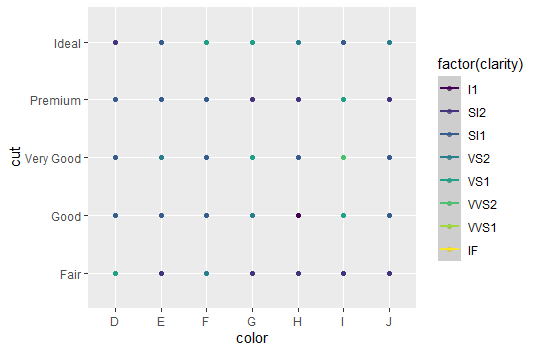 Ideal
Premium
Very Good
Good
Fair
cut
D E F G H I J
color
factor(clarity)
I1
SI2
SI1
VS2
VS1
VVS2
VVS1
IF